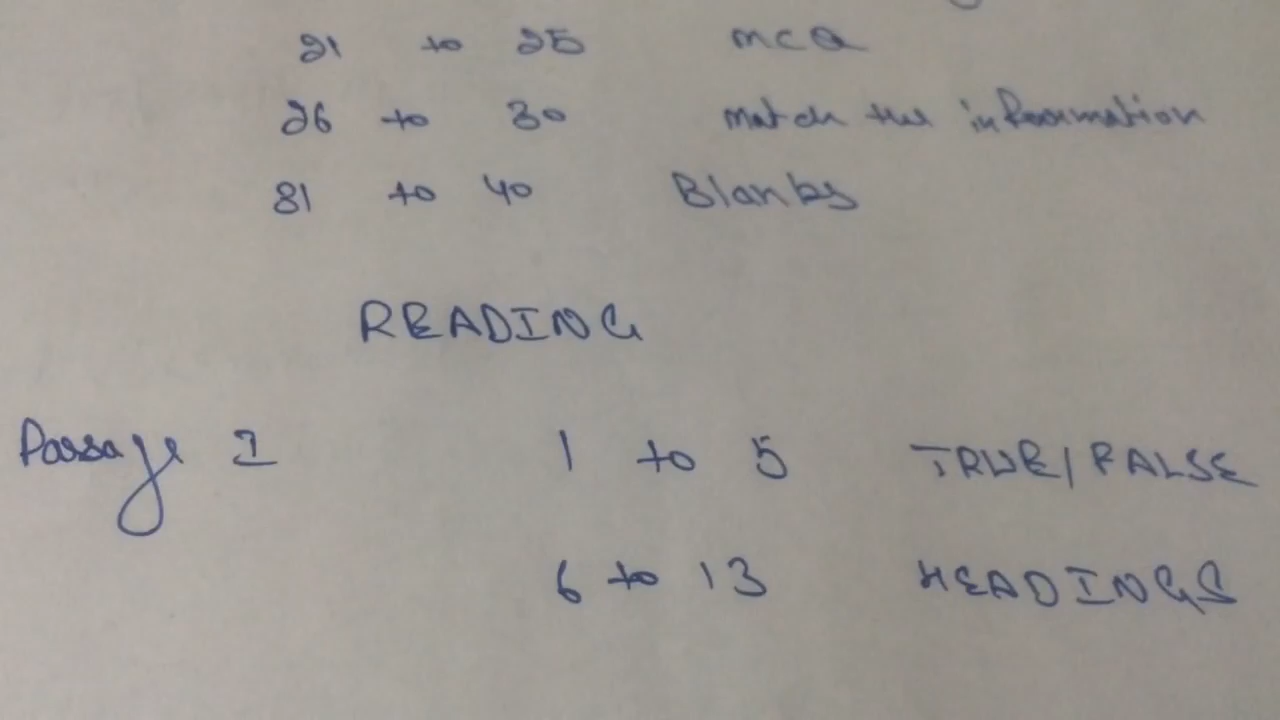 21 to 25 MCQ
26 to 30 Match the information
31 to 40 Blanks
READING
Passage I 1 to 5 TRUE/FALSE
6 to 13 HEADINGS